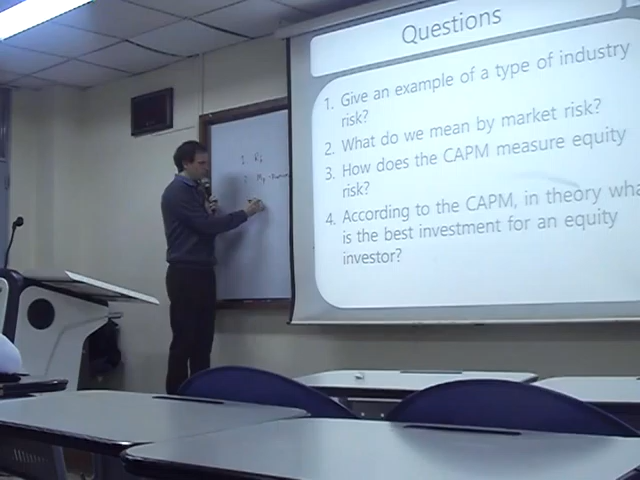 Questions
1. Give an example of a type of industry
risk?
2. What do we mean by market risk?
3. How does the CAPM measure equity
risk?
4. According to the CAPM, in theory wha
is the best investment for an equity
investor?
1. Rf